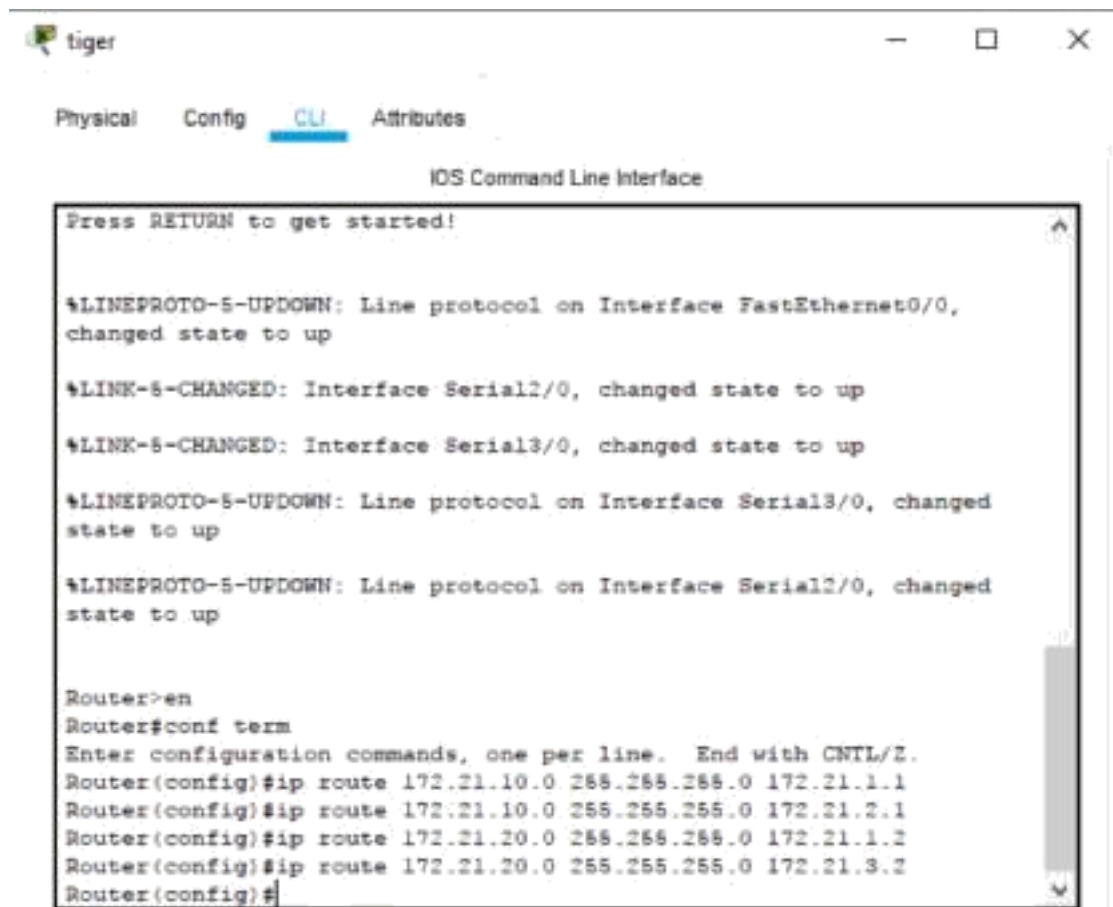 tiger
Physical Config CLI Attributes
IOS Command Line Interface
Press RETURN to get started!
%LINEPROTO-5-UPDOWN: Line protocol on Interface FastEthernet0/0,
changed state to up
%LINK-5-CHANGED: Interface Serial2/0, changed state to up
%LINK-5-CHANGED: Interface Serial3/0, changed state to up
%LINEPROTO-5-UPDOWN: Line protocol on Interface Serial3/0, changed
state to up
%LINEPROTO-5-UPDOWN: Line protocol on Interface Serial2/0, changed
state to up
Router>en
Router#conf term
Enter configuration commands, one per line. End with CNTL/Z.
Router(config)#ip route 172.21.10.0 255.255.255.0 172.21.1.1
Router(config)#ip route 172.21.10.0 255.255.255.0 172.21.2.1
Router(config)#ip route 172.21.20.0 255.255.255.0 172.21.1.2
Router(config)#ip route 172.21.20.0 255.255.255.0 172.21.3.2
Router(config)#